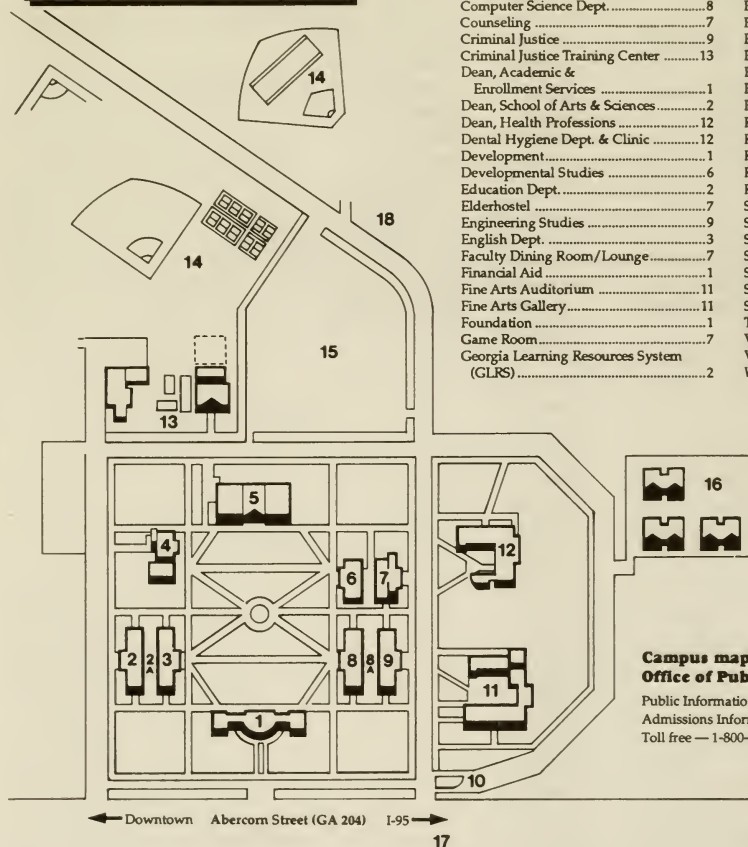 Computer Science Dept. 8
Counseling 7
Criminal Justice 9
Criminal Justice Training Center 13
Dean, Academic &
Enrollment Services 1
Dean, School of Arts & Sciences 2
Dean, Health Professions 12
Dental Hygiene Dept. & Clinic 12
Development 1
Developmental Studies 6
Education Dept. 2
Elderhostel 7
Engineering Studies 9
English Dept. 3
Faculty Dining Room/Lounge 7
Financial Aid 1
Fine Arts Auditorium 11
Fine Arts Gallery 11
Foundation 1
Game Room 7
Georgia Learning Resources System
(GLRS) 2
14
18
14
15
13
5
16
4
12
6
7
2
2A
3
8
8A
9
11
1
10
Campus map
Office of Pub
Public Informatio
Admissions Infor
Toll free — 1-800-
Downtown Abercorn Street (GA 204) I-95
17